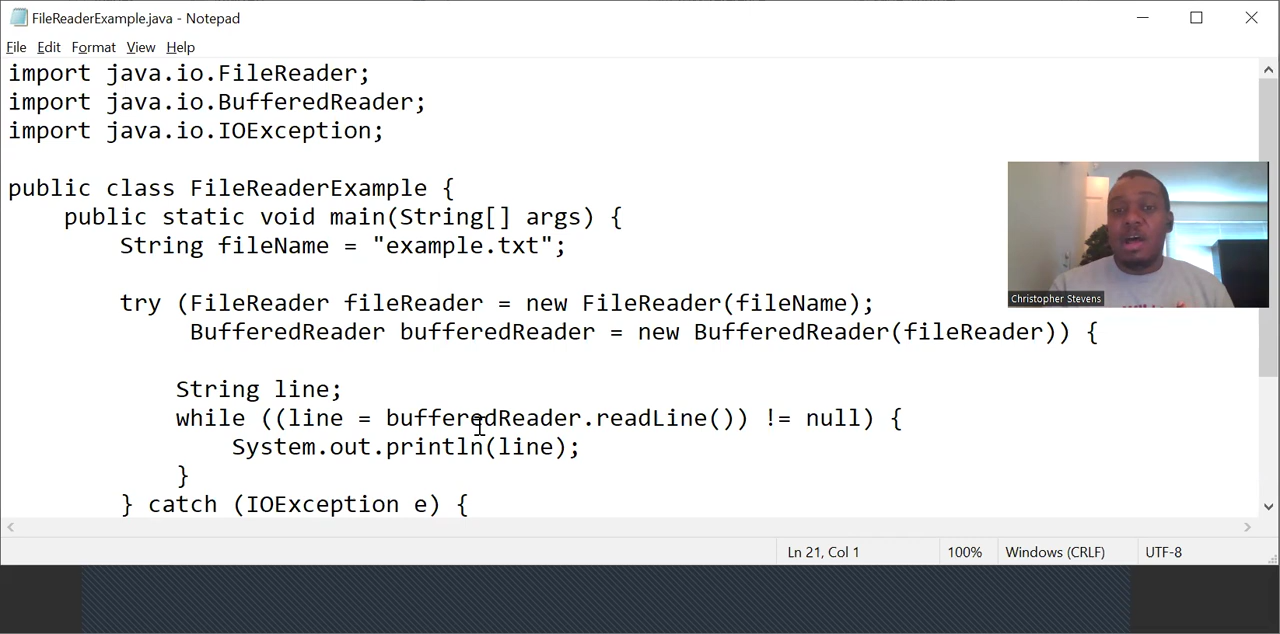 FileReaderExample.java - Notepad
File Edit Format View Help
import java.io.FileReader;
import java.io.BufferedReader;
import java.io.IOException;
public class FileReaderExample {
    public static void main(String[] args) {
        String fileName = "example.txt";
        try (FileReader fileReader = new FileReader(fileName);
             BufferedReader bufferedReader = new BufferedReader(fileReader)) {
            String line;
            while ((line = bufferedReader.readLine()) != null) {
                System.out.println(line);
            }
        } catch (IOException e) {
Christopher Stevens
Ln 21, Col 1 100% Windows (CRLF) UTF-8